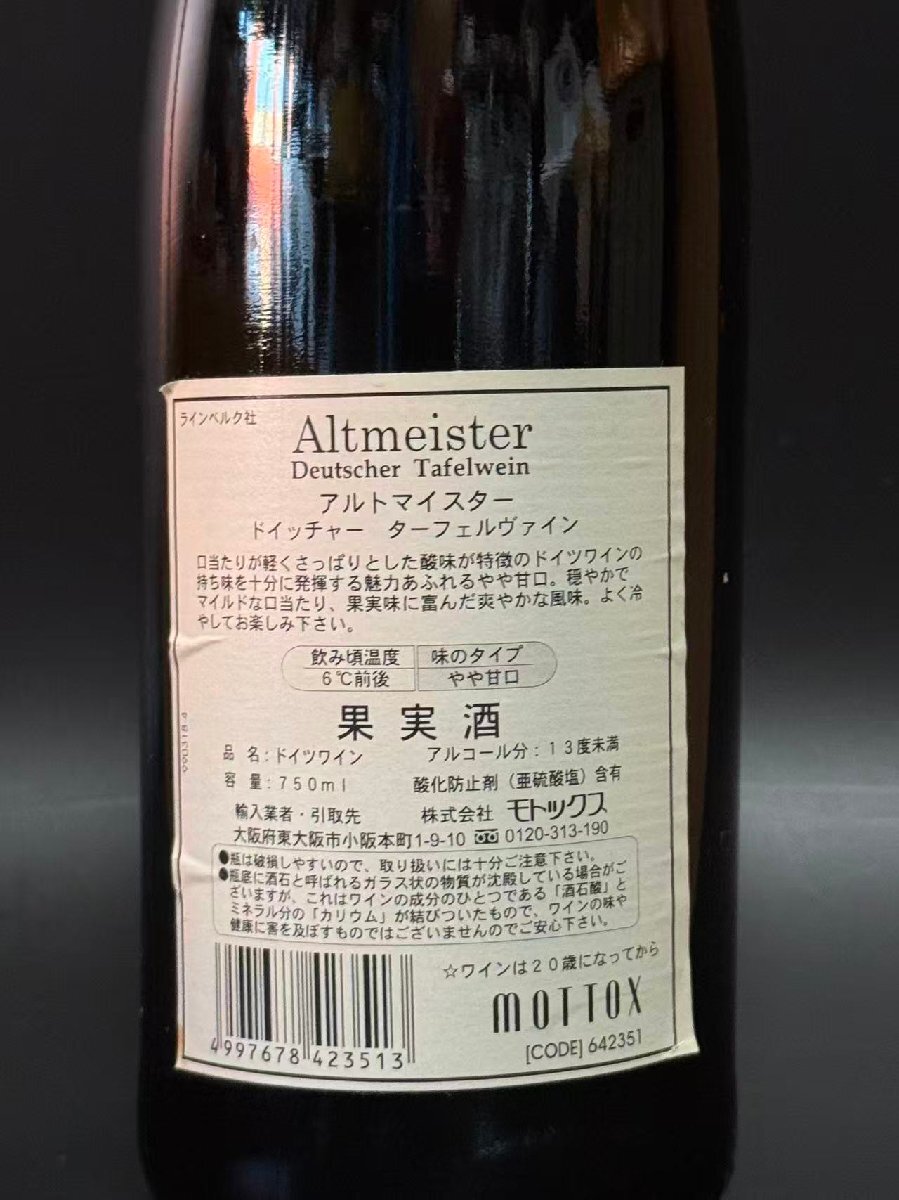 ラインベルク社
Altmeister
Deutscher Tafelwein
アルトマイスター
ドイッチャー ターフェルヴァイン
口当たりが軽くさっぱりとした酸味が特徴のドイツワインの
持ち味を十分に発揮する魅力あふれるやや甘口。穏やかで
マイルドな口当たり、果実味に富んだ爽やかな風味。よく冷
やしてお楽しみ下さい。
飲み頃温度 味のタイプ
6℃前後 やや甘口
果実酒
品 名:ドイツワイン アルコール分:13度未満
容 量:750ml 酸化防止剤(亜硫酸塩)含有
輸入業者・引取先 株式会社 モトックス
大阪府東大阪市小阪本町1-9-10 0120-313-190
●瓶は破損しやすいので、取り扱いには十分ご注意下さい。
●瓶底に酒石と呼ばれるガラス状の物質が沈殿している場合がご
ざいますが、これはワインの成分のひとつである「酒石酸」と
ミネラル分の「カリウム」が結びついたもので、ワインの味や
健康に害を及ぼすものではございませんのでご安心下さい。
☆ワインは20歳になってから
MOTTOX
[CODE] 642351
4997678 423513